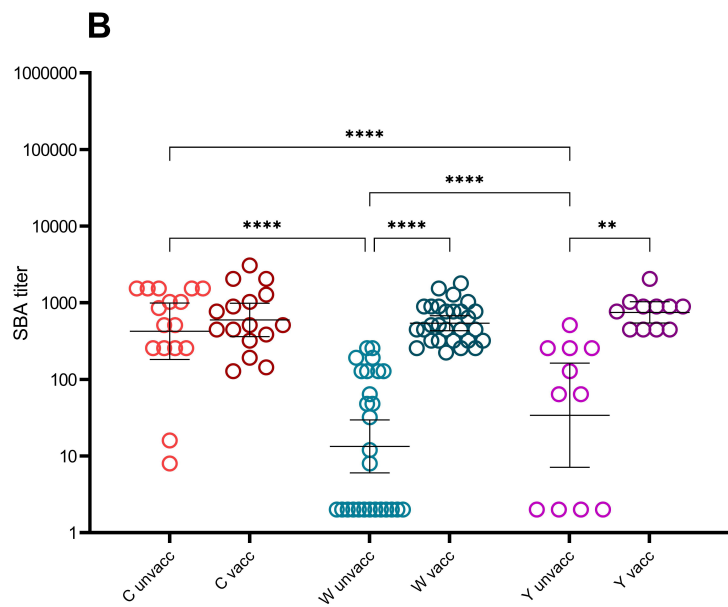 B
1000000
100000
10000
1000
100
10
1
SBA titer
****
****
**** **** **
C unvacc
C vacc
W unvacc
W vacc
Y unvacc
Y vacc